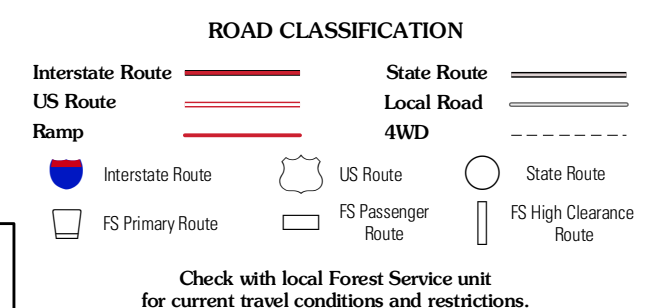 ROAD CLASSIFICATION
Interstate Route
State Route
US Route
Local Road
Ramp
4WD
Interstate Route
US Route
State Route
FS Primary Route
FS Passenger
Route
FS High Clearance
Route
Check with local Forest Service unit
for current travel conditions and restrictions.